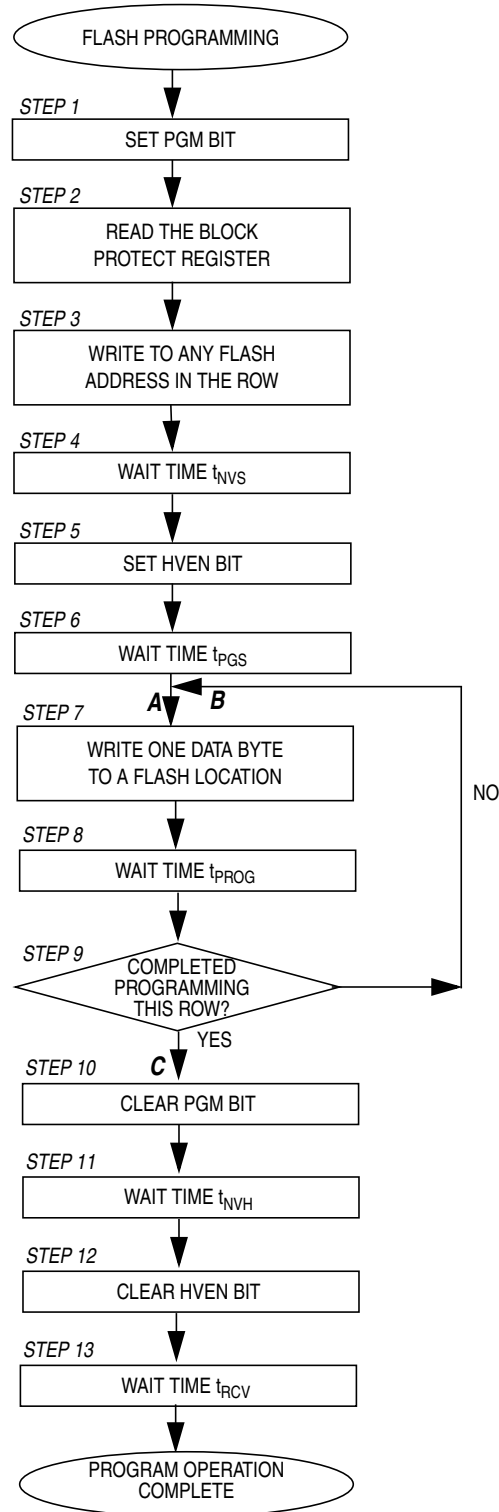 FLASH PROGRAMMING
STEP 1
SET PGM BIT
STEP 2
READ THE BLOCK
PROTECT REGISTER
STEP 3
WRITE TO ANY FLASH
ADDRESS IN THE ROW
STEP 4
WAIT TIME tNVS
STEP 5
SET HVEN BIT
STEP 6
WAIT TIME tPGS
A B
STEP 7
WRITE ONE DATA BYTE
TO A FLASH LOCATION
NO
STEP 8
WAIT TIME tPROG
STEP 9
COMPLETED
PROGRAMMING
THIS ROW?
YES
C
STEP 10
CLEAR PGM BIT
STEP 11
WAIT TIME tNVH
STEP 12
CLEAR HVEN BIT
STEP 13
WAIT TIME tRCV
PROGRAM OPERATION
COMPLETE